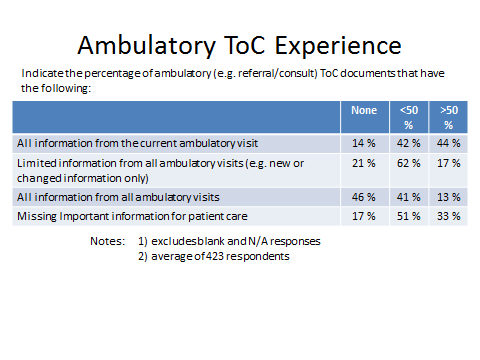 Ambulatory ToC Experience
Indicate the percentage of ambulatory (e.g. referral/consult) ToC documents that have
the following:
None <50 >50
% %
All information from the current ambulatory visit 14 % 42 % 44 %
Limited information from all ambulatory visits (e.g. new or 21 % 62 % 17 %
changed information only)
All information from all ambulatory visits 46 % 41 % 13 %
Missing Important information for patient care 17 % 51 % 33 %
Notes: 1) excludes blank and N/A responses
2) average of 423 respondents